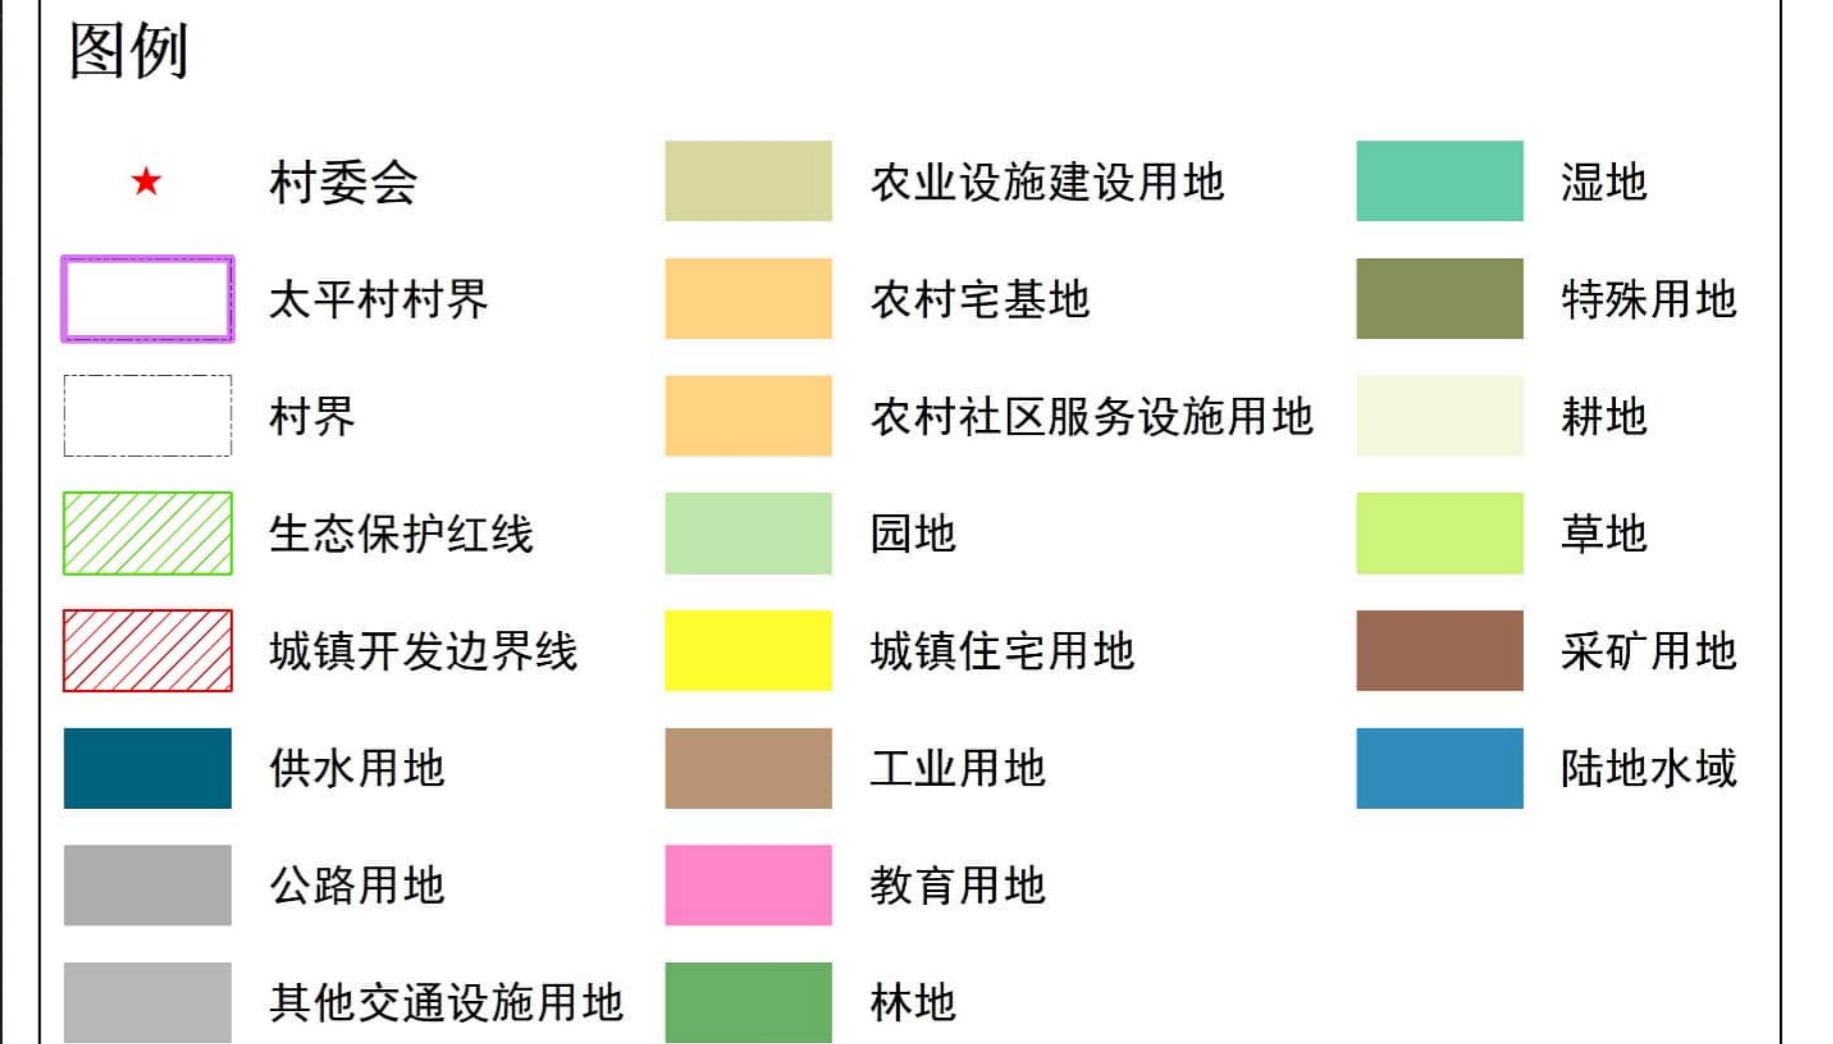 图例
村委会
太平村村界
村界
生态保护红线
城镇开发边界线
供水用地
公路用地
其他交通设施用地
农业设施建设用地
农村宅基地
农村社区服务设施用地
园地
城镇住宅用地
工业用地
教育用地
林地
湿地
特殊用地
耕地
草地
采矿用地
陆地水域